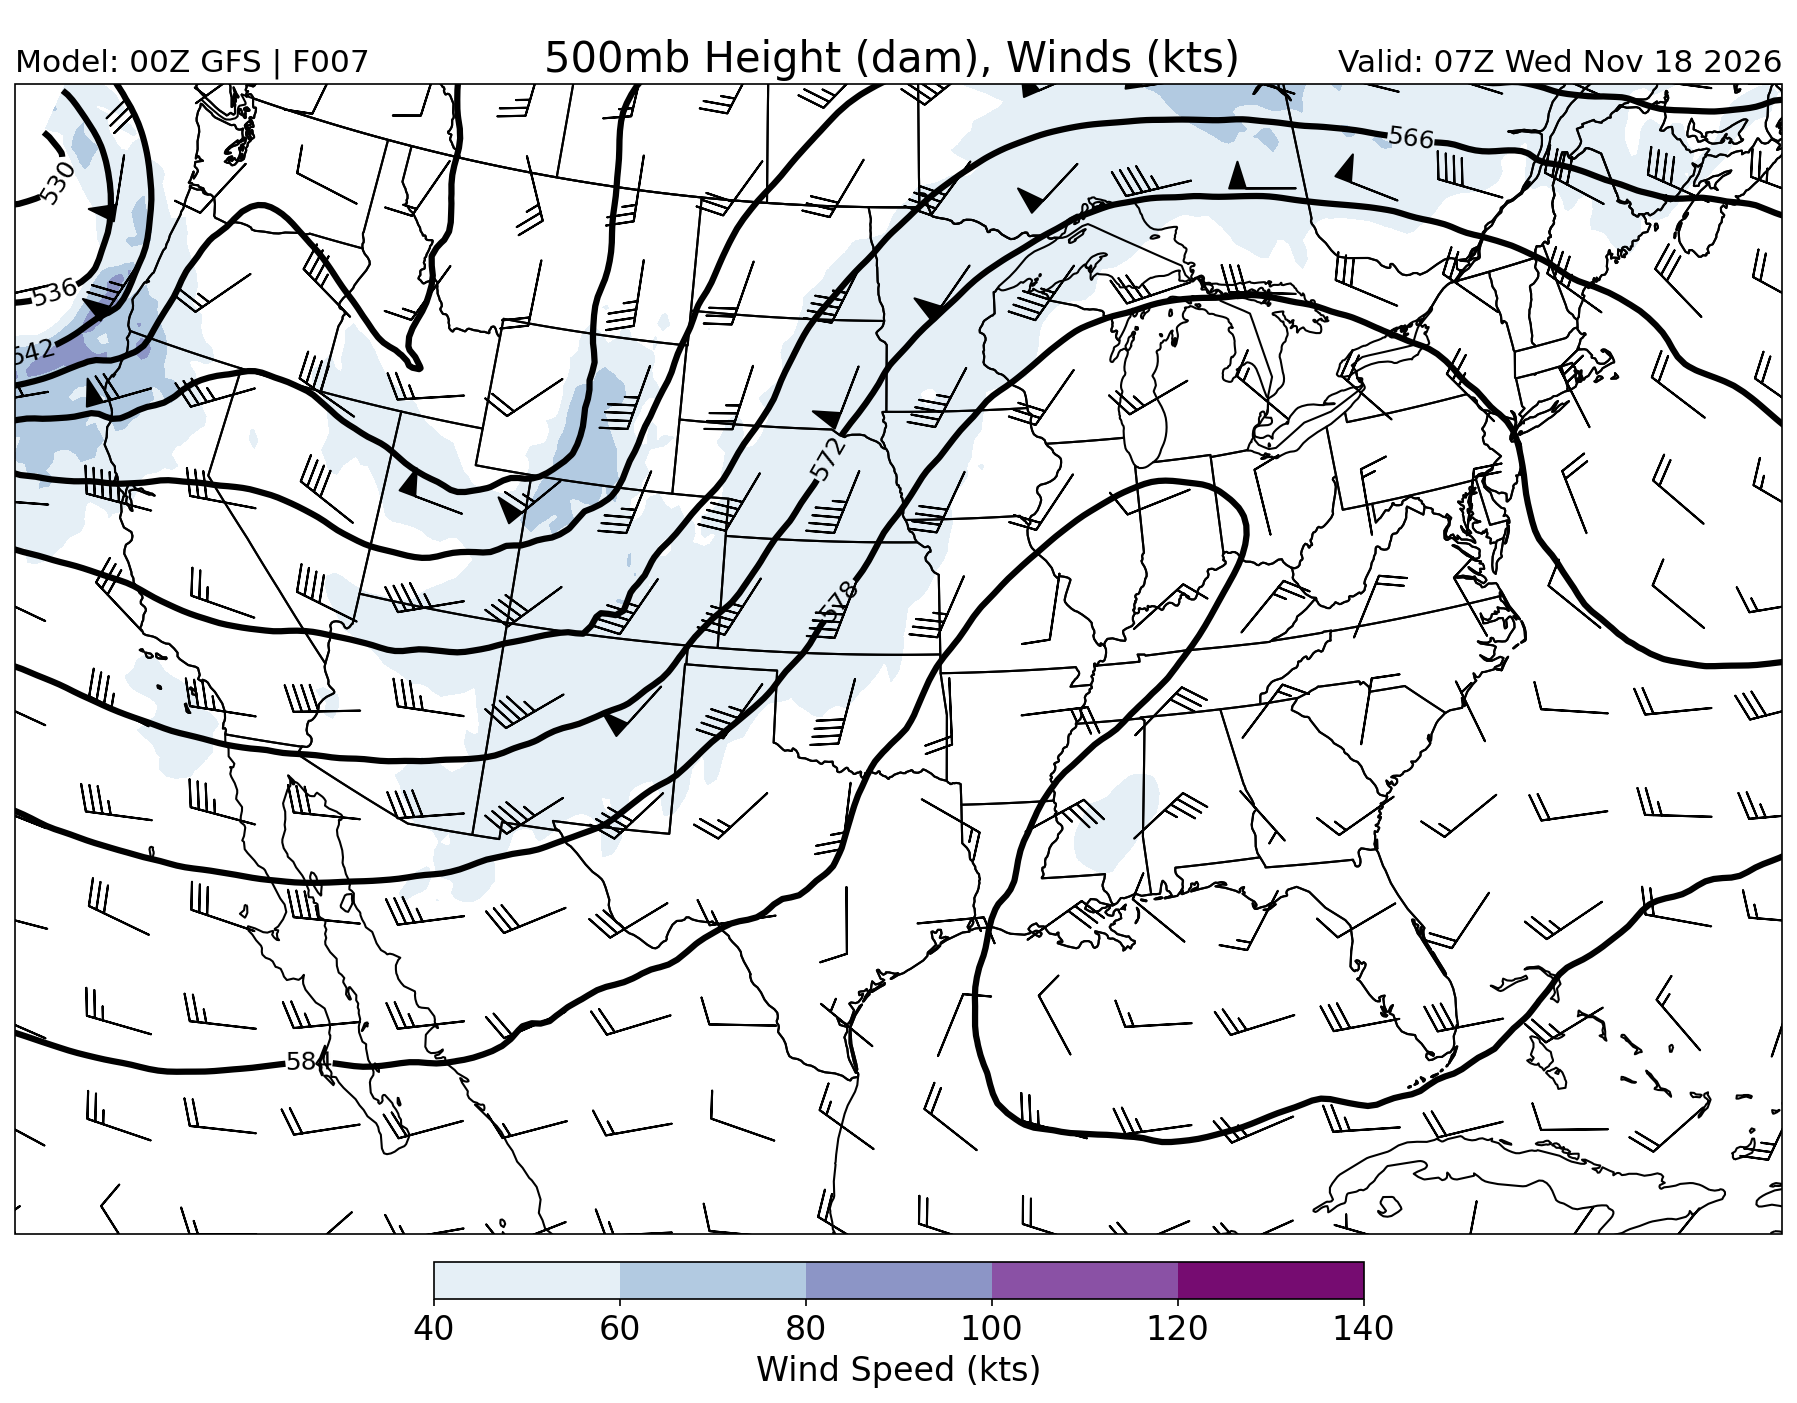 Model: 00Z GFS | F007
500mb Height (dam), Winds (kts)
Valid: 07Z Wed Nov 18 2026
566
530
536
542
572
578
584
40 60 80 100 120 140
Wind Speed (kts)